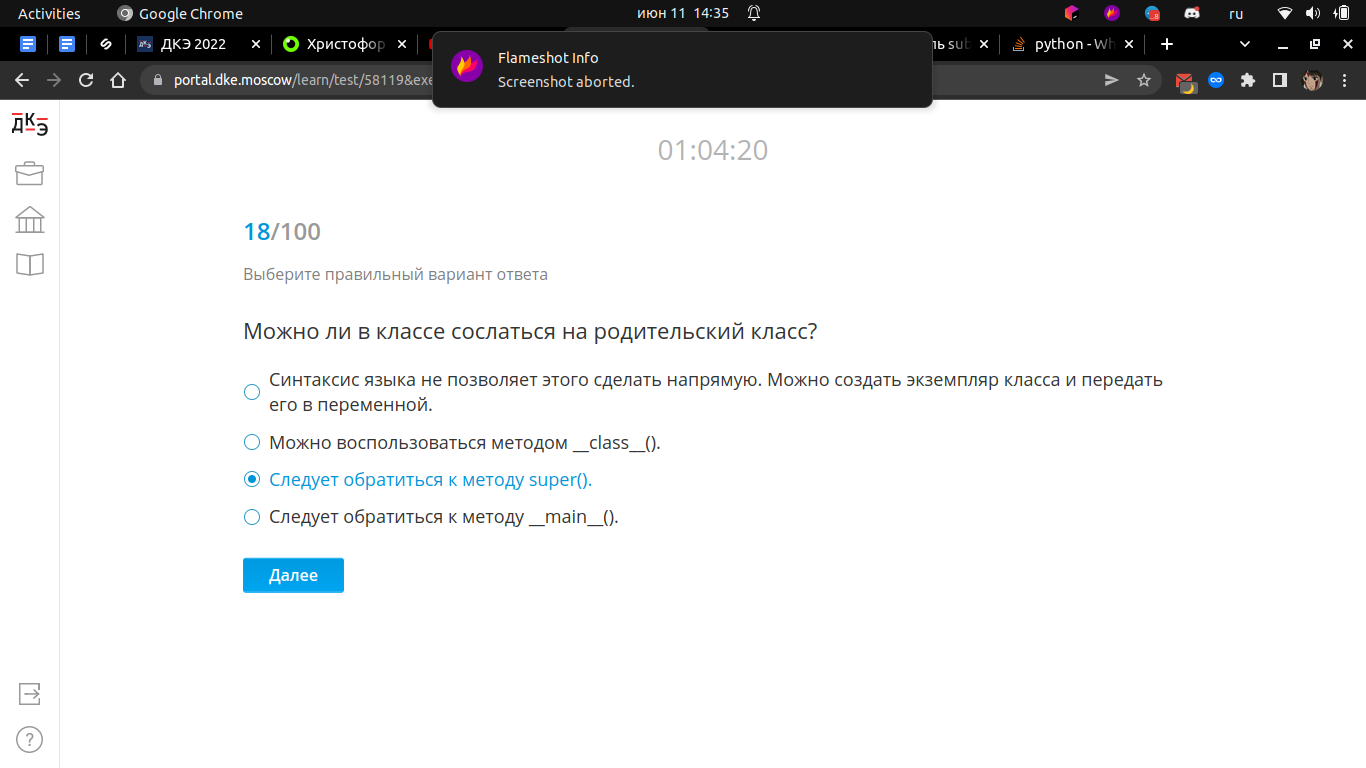 Activities
Google Chrome
июн 11 14:35
ru
ДКЭ 2022
Христофор
ль sub
python - Wh
portal.dke.moscow/learn/test/58119&exe
Flameshot Info
Screenshot aborted.
ДКЭ
01:04:20
18/100
Выберите правильный вариант ответа
Можно ли в классе сослаться на родительский класс?
Синтаксис языка не позволяет этого сделать напрямую. Можно создать экземпляр класса и передать
его в переменной.
Можно воспользоваться методом __class__().
Следует обратиться к методу super().
Следует обратиться к методу __main__().
Далее